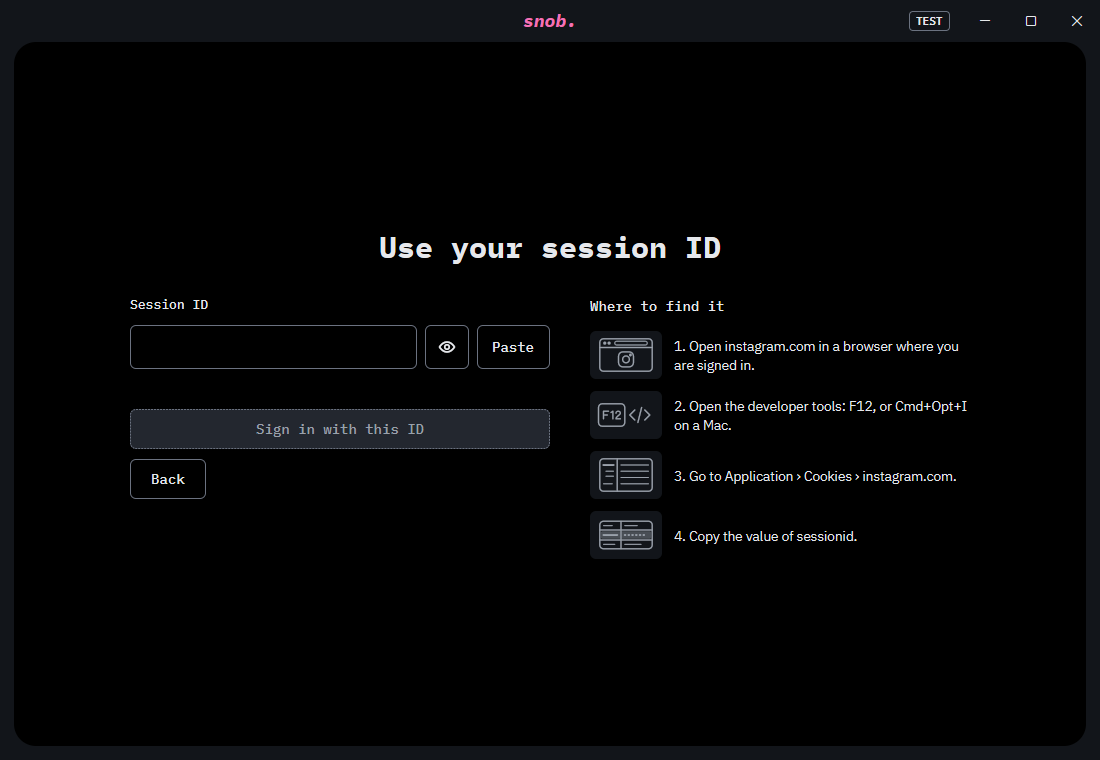 snob.
TEST
Use your session ID
Session ID
Paste
Sign in with this ID
Back
Where to find it
1. Open instagram.com in a browser where you
are signed in.
F12 </>
2. Open the developer tools: F12, or Cmd+Opt+I
on a Mac.
3. Go to Application › Cookies › instagram.com.
4. Copy the value of sessionid.